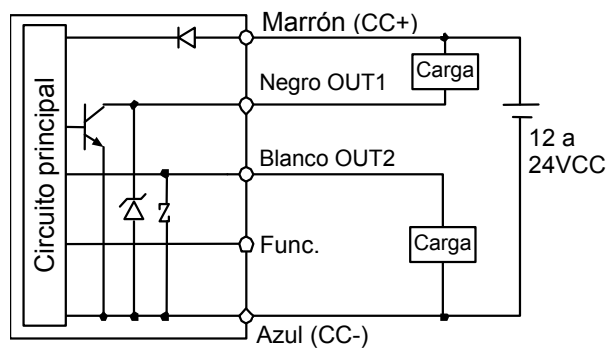 Circuito principal
Marrón (CC+)
Carga
Negro OUT1
12 a
24VCC
Blanco OUT2
Func.
Carga
Azul (CC-)